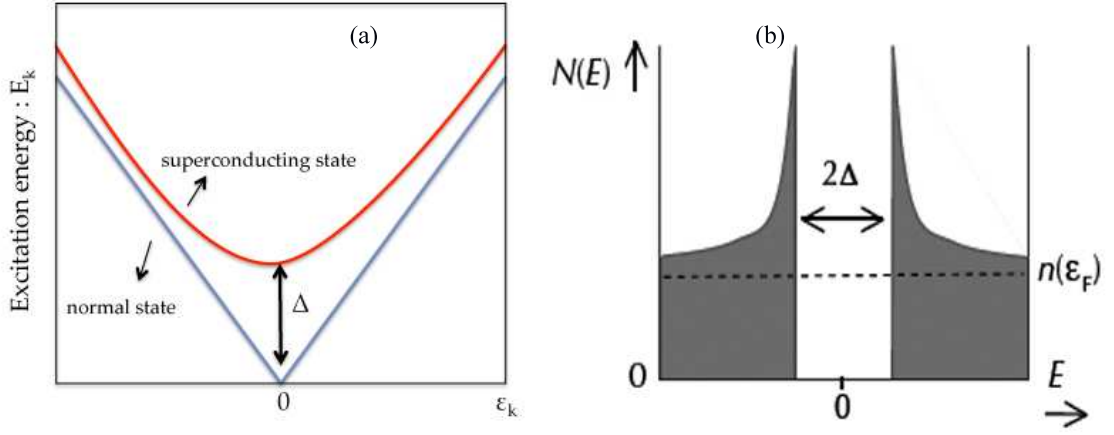 (a)
Excitation energy : E_k
superconducting state
normal state
Δ
0
ε_k
(b)
N(E)
2Δ
n(ε_F)
0
E
0